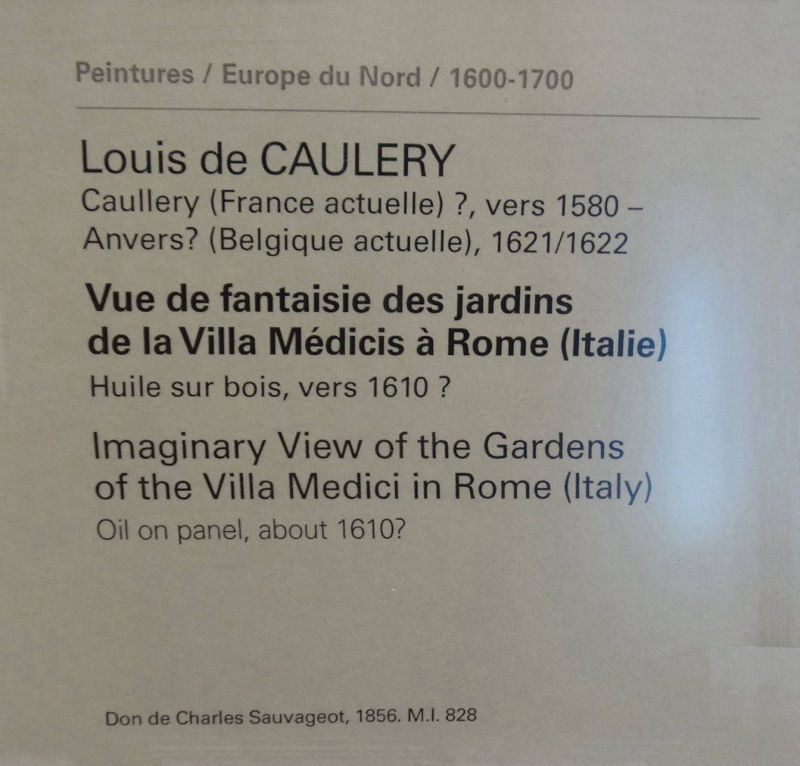 Peintures / Europe du Nord / 1600-1700
Louis de CAULERY
Caullery (France actuelle) ?, vers 1580 –
Anvers? (Belgique actuelle), 1621/1622
Vue de fantaisie des jardins
de la Villa Médicis à Rome (Italie)
Huile sur bois, vers 1610 ?
Imaginary View of the Gardens
of the Villa Medici in Rome (Italy)
Oil on panel, about 1610?
Don de Charles Sauvageot, 1856. M.I. 828